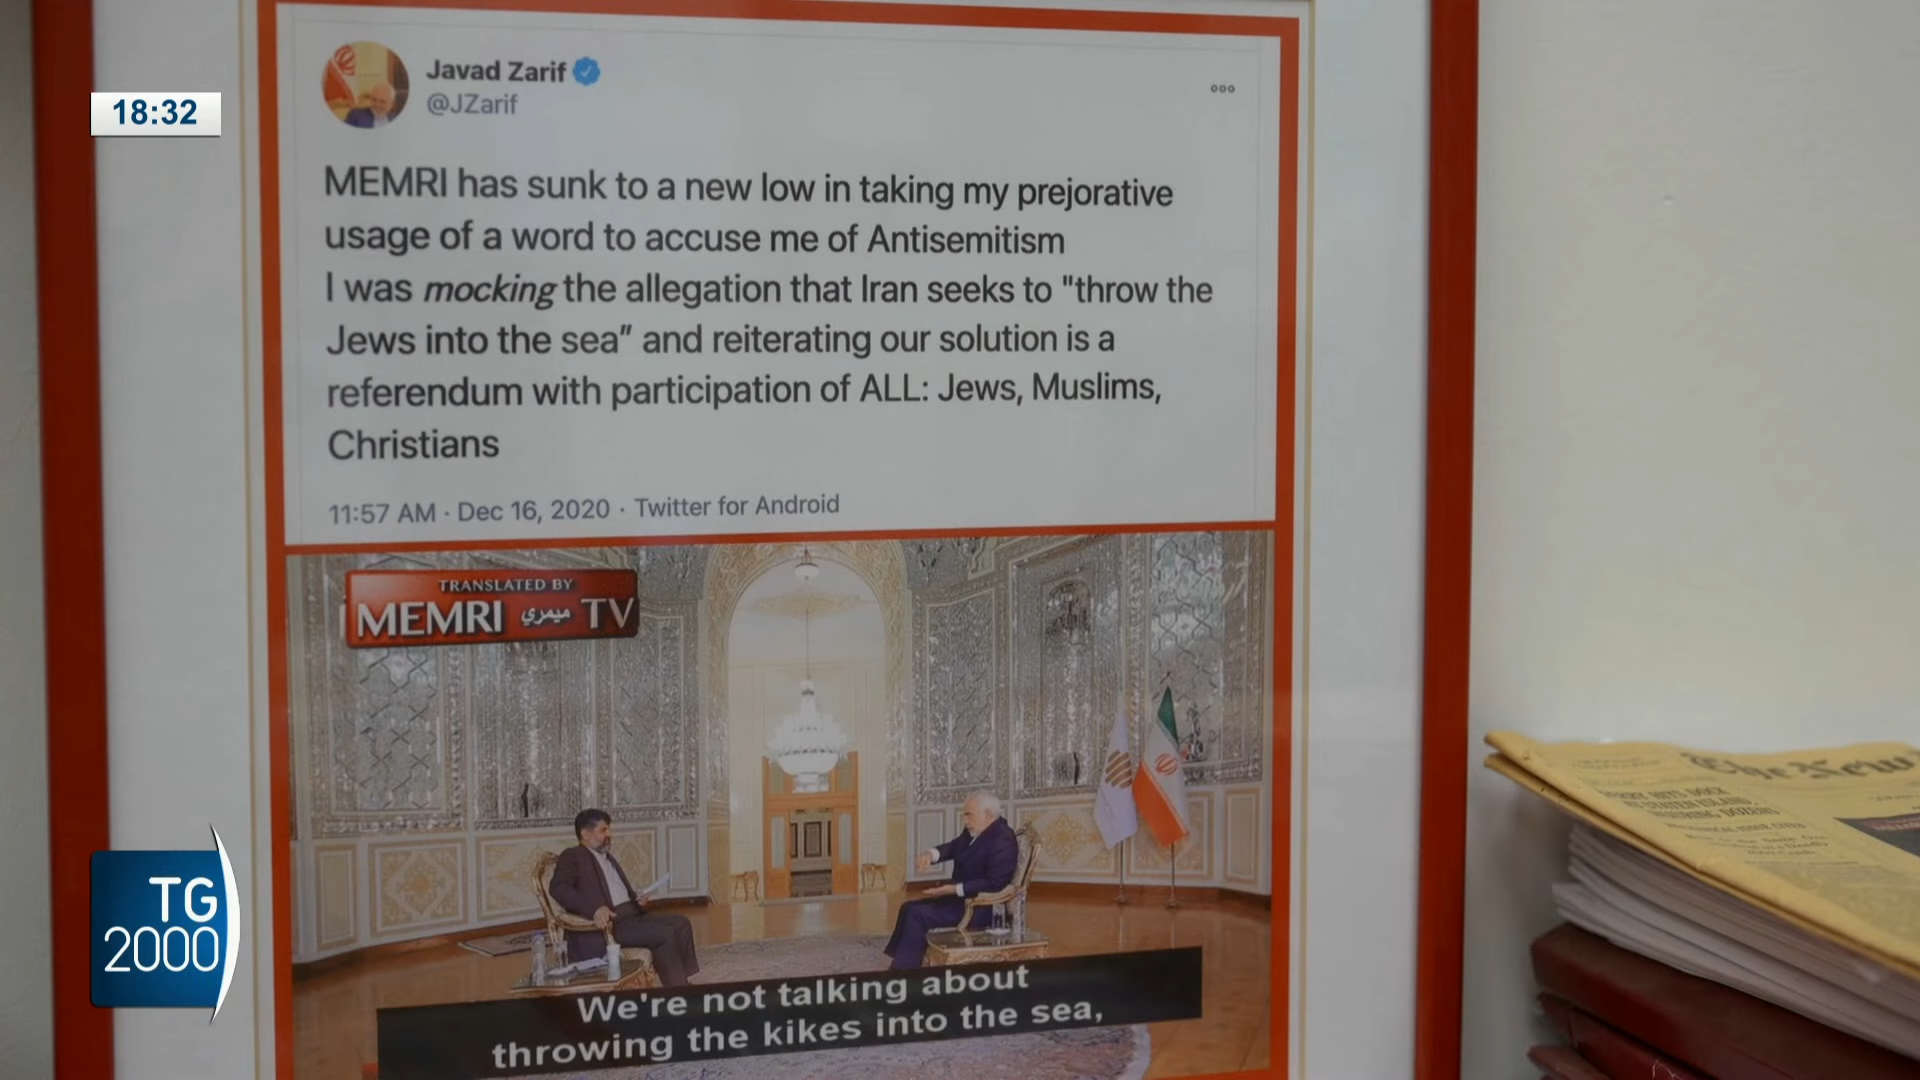 18:32
Javad Zarif
@JZarif
MEMRI has sunk to a new low in taking my prejorative
usage of a word to accuse me of Antisemitism
I was mocking the allegation that Iran seeks to "throw the
Jews into the sea" and reiterating our solution is a
referendum with participation of ALL: Jews, Muslims,
Christians
11:57 AM · Dec 16, 2020 · Twitter for Android
TRANSLATED BY
MEMRI ميمري TV
We're not talking about
throwing the kikes into the sea,
TG
2000
The New